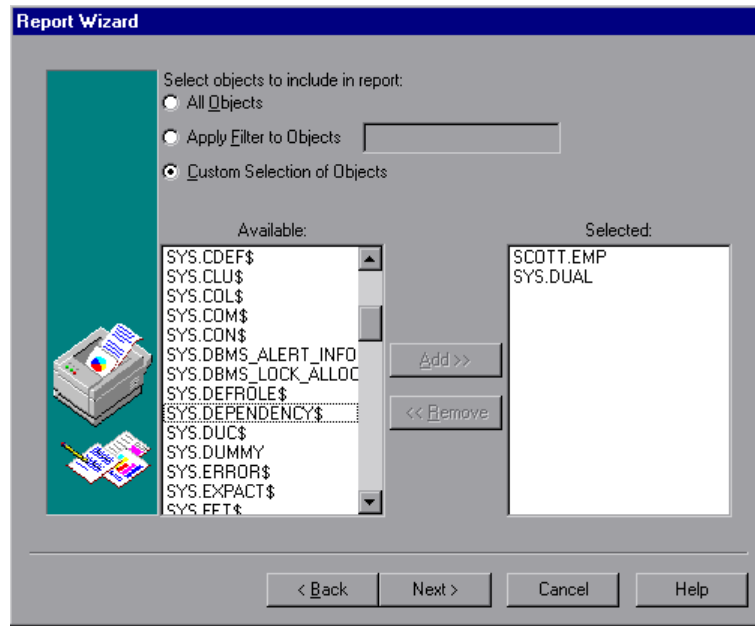 Report Wizard
Select objects to include in report:
All Objects
Apply Filter to Objects
Custom Selection of Objects
Available:
SYS.CDEF$
SYS.CLU$
SYS.COL$
SYS.COM$
SYS.CON$
SYS.DBMS_ALERT_INFO
SYS.DBMS_LOCK_ALLOC
SYS.DEFROLE$
SYS.DEPENDENCY$
SYS.DUC$
SYS.DUMMY
SYS.ERROR$
SYS.EXPACT$
SYS.FET$
Add >>
<< Remove
Selected:
SCOTT.EMP
SYS.DUAL
< Back
Next >
Cancel
Help